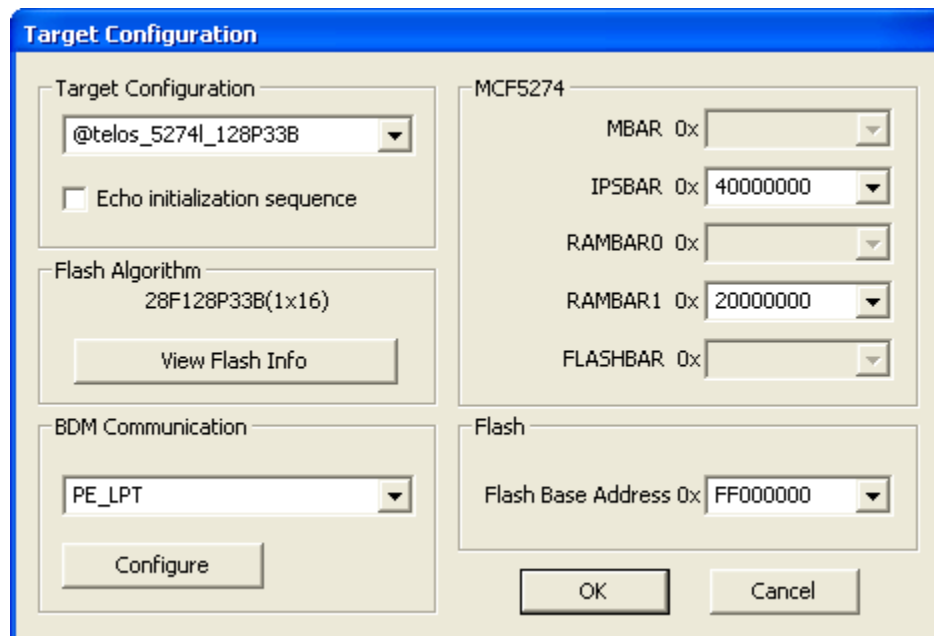 Target Configuration
Target Configuration
@telos_5274l_128P33B
Echo initialization sequence
Flash Algorithm
28F128P33B(1x16)
View Flash Info
BDM Communication
PE_LPT
Configure
MCF5274
MBAR 0x
IPSBAR 0x 40000000
RAMBAR0 0x
RAMBAR1 0x 20000000
FLASHBAR 0x
Flash
Flash Base Address 0x FF000000
OK
Cancel